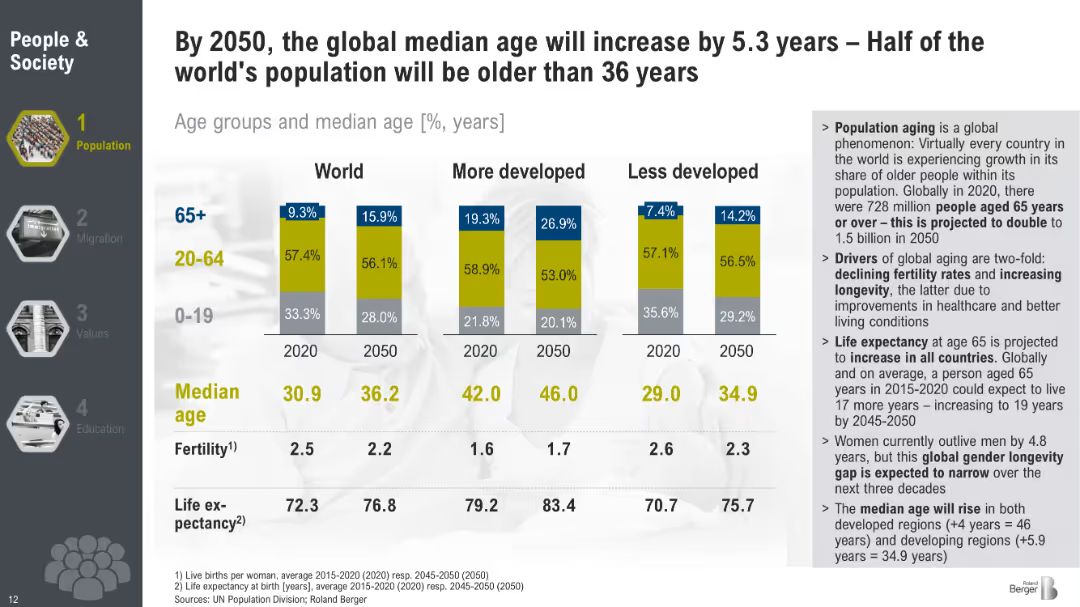 People &
Society
1
Population
2
Migration
3
Values
4
Education
12
By 2050, the global median age will increase by 5.3 years – Half of the
world's population will be older than 36 years
Age groups and median age [%, years]
World More developed Less developed
65+ 9.3% 15.9% 19.3% 26.9% 7.4% 14.2%
20-64 57.4% 56.1% 58.9% 53.0% 57.1% 56.5%
0-19 33.3% 28.0% 21.8% 20.1% 35.6% 29.2%
2020 2050 2020 2050 2020 2050
Median
age 30.9 36.2 42.0 46.0 29.0 34.9
Fertility1) 2.5 2.2 1.6 1.7 2.6 2.3
Life ex-
pectancy2) 72.3 76.8 79.2 83.4 70.7 75.7
> Population aging is a global
phenomenon: Virtually every country in
the world is experiencing growth in its
share of older people within its
population. Globally in 2020, there
were 728 million people aged 65 years
or over – this is projected to double to
1.5 billion in 2050
> Drivers of global aging are two-fold:
declining fertility rates and increasing
longevity, the latter due to
improvements in healthcare and better
living conditions
> Life expectancy at age 65 is projected
to increase in all countries. Globally
and on average, a person aged 65
years in 2015-2020 could expect to live
17 more years – increasing to 19 years
by 2045-2050
> Women currently outlive men by 4.8
years, but this global gender longevity
gap is expected to narrow over the
next three decades
> The median age will rise in both
developed regions (+4 years = 46
years) and developing regions (+5.9
years = 34.9 years)
1) Live births per woman, average 2015-2020 (2020) resp. 2045-2050 (2050)
2) Life expectancy at birth [years], average 2015-2020 (2020) resp. 2045-2050 (2050)
Sources: UN Population Division; Roland Berger
Roland
Berger